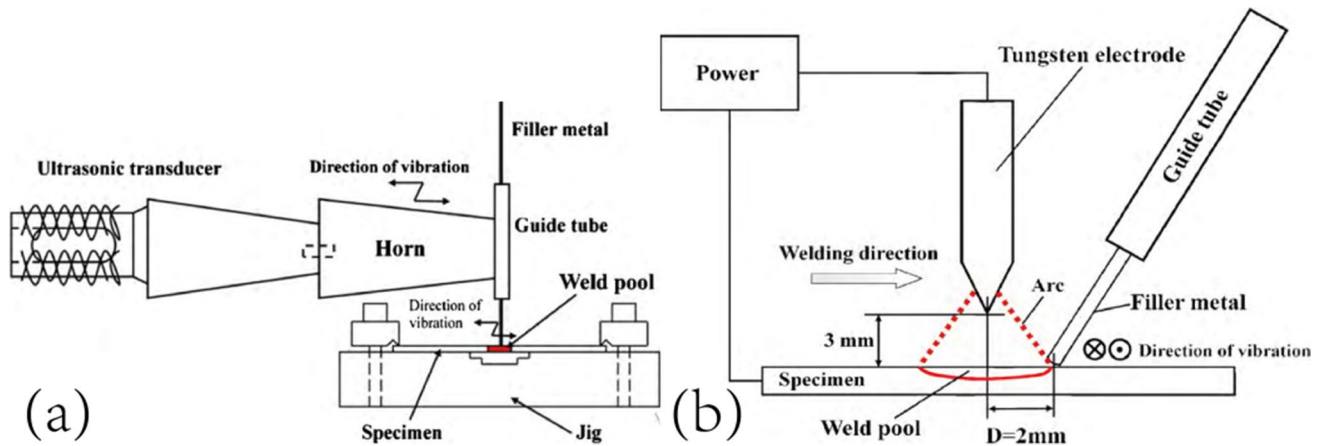 Ultrasonic transducer
Direction of vibration
Filler metal
Horn
Guide tube
Weld pool
Direction of
vibration
Specimen
Jig
(a)
Power
Tungsten electrode
Guide tube
Welding direction
Arc
Filler metal
3 mm
Direction of vibration
Specimen
Weld pool
D=2mm
(b)